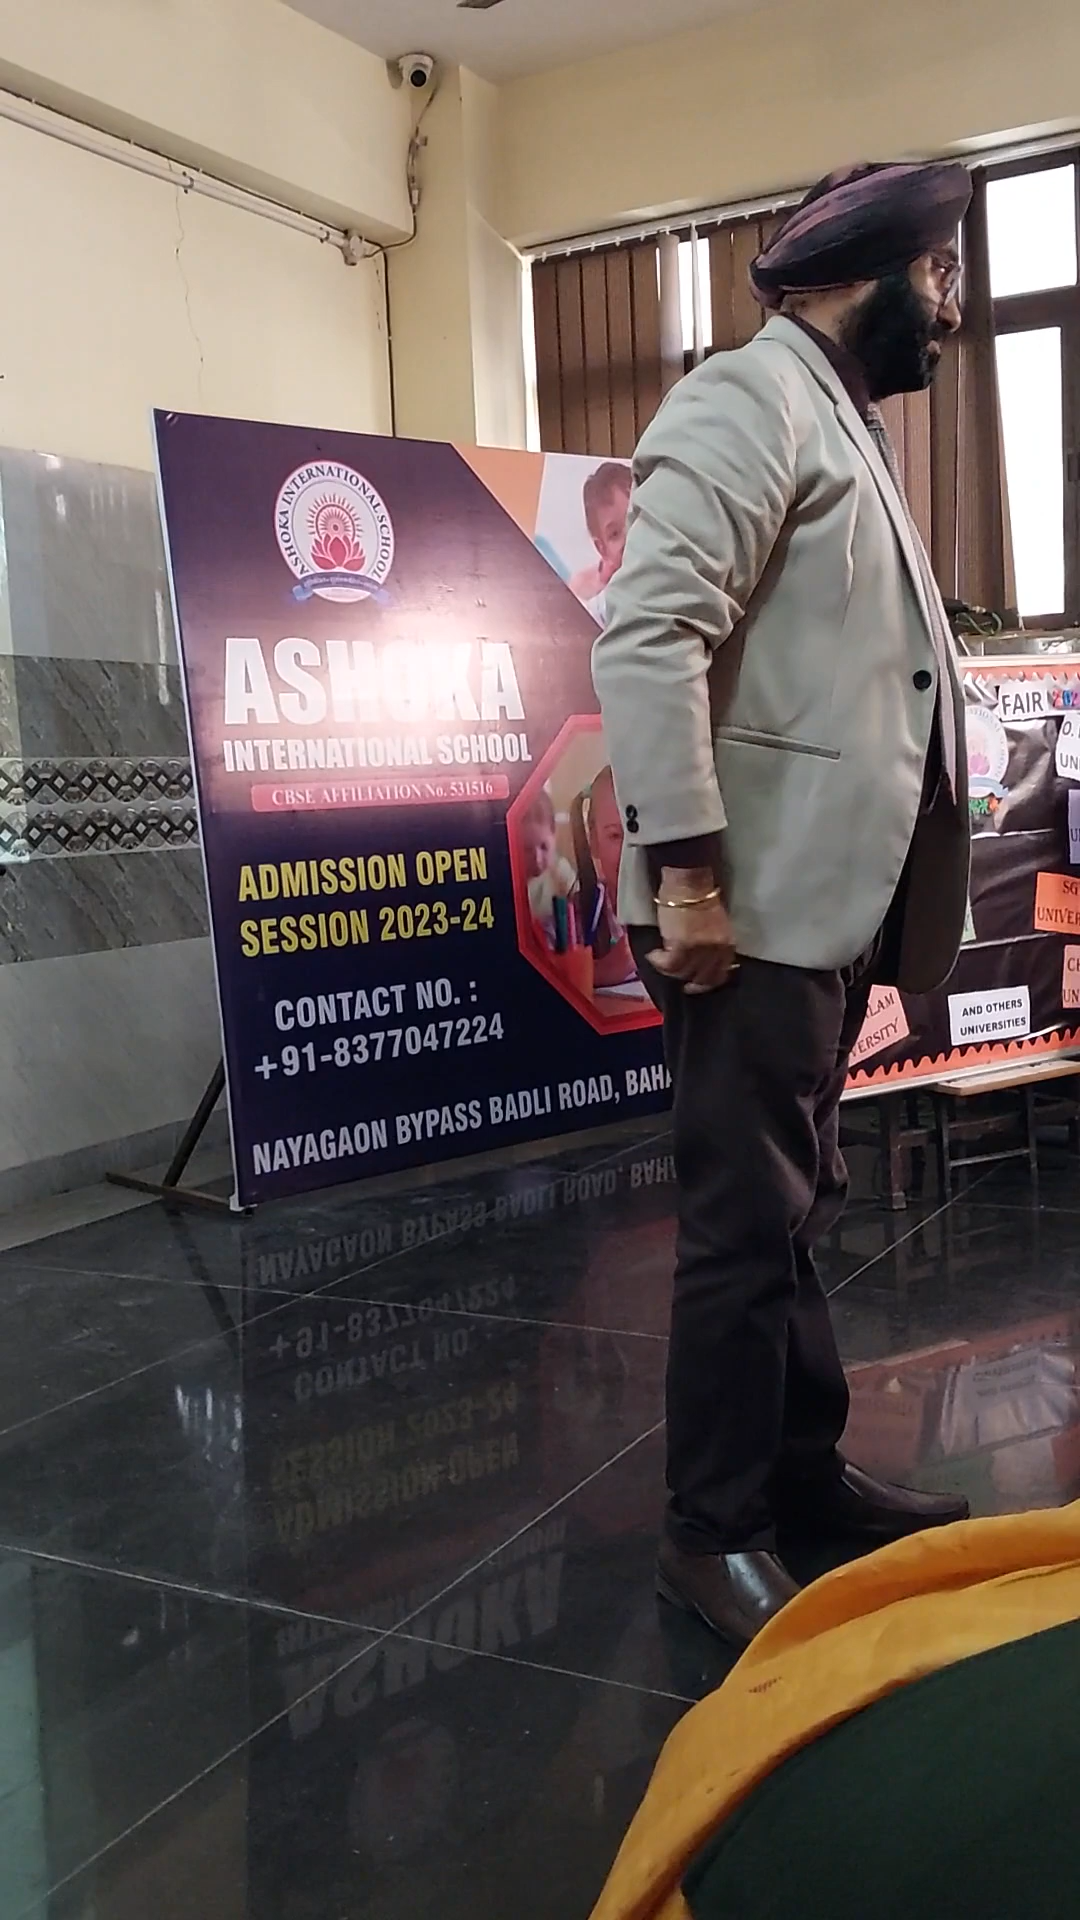 ASHOKA INTERNATIONAL SCHOOL
ASHOKA
INTERNATIONAL SCHOOL
CBSE AFFILIATION No. 531516
ADMISSION OPEN
SESSION 2023-24
CONTACT NO. :
+91-8377047224
NAYAGAON BYPASS BADLI ROAD, BAHA
FAIR
SG
AND OTHERS
UNIVERSITIES